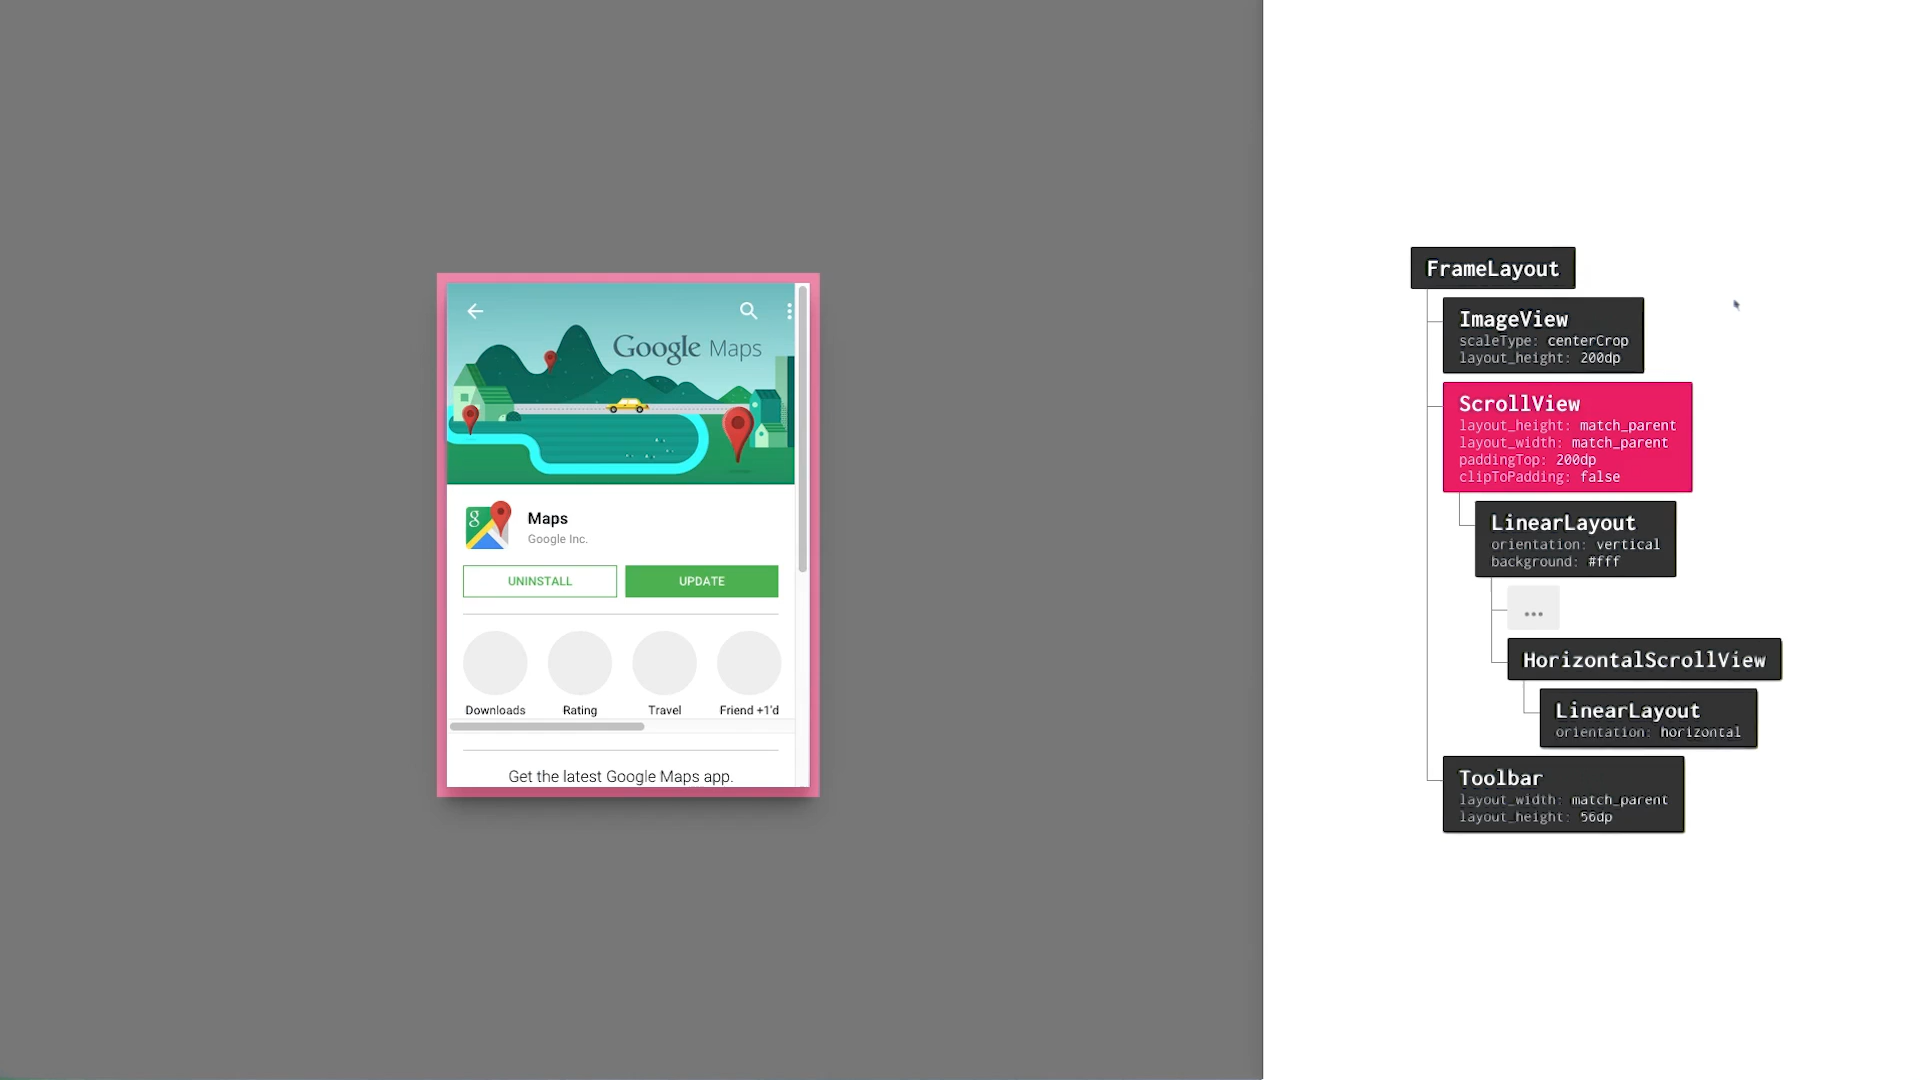 Google Maps
g
Maps
Google Inc.
UNINSTALL
UPDATE
Downloads
Rating
Travel
Friend +1'd
Get the latest Google Maps app.
FrameLayout
ImageView
scaleType: centerCrop
layout_height: 200dp
ScrollView
layout_height: match_parent
layout_width: match_parent
paddingTop: 200dp
clipToPadding: false
LinearLayout
orientation: vertical
background: #fff
...
HorizontalScrollView
LinearLayout
orientation: horizontal
Toolbar
layout_width: match_parent
layout_height: 56dp